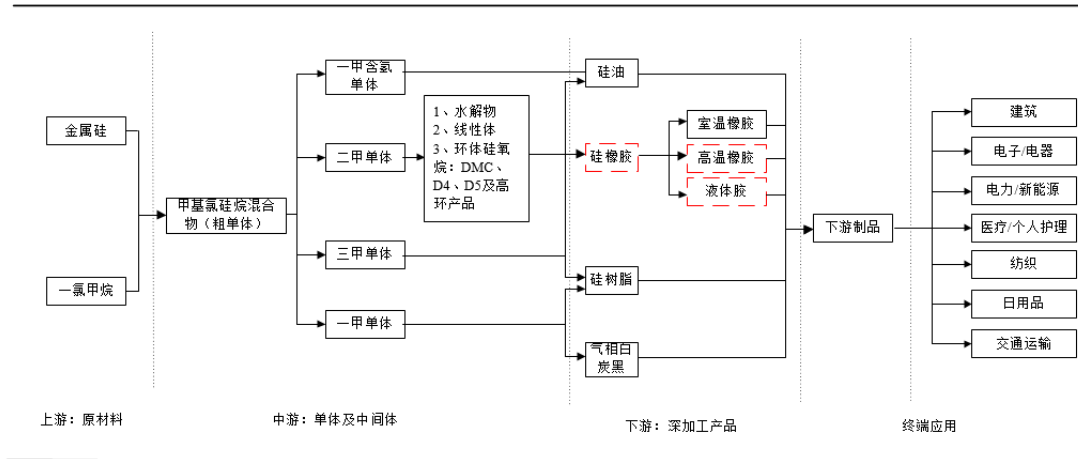 金属硅
一氯甲烷
甲基氯硅烷混合
物（粗单体）
一甲含氢
单体
二甲单体
三甲单体
一甲单体
1、水解物
2、线性体
3、环体硅氧
烷：DMC、
D4、D5及高
环产品
硅油
硅橡胶
硅树脂
气相白
炭黑
室温橡胶
高温橡胶
液体胶
下游制品
建筑
电子/电器
电力/新能源
医疗/个人护理
纺织
日用品
交通运输
上游：原材料
中游：单体及中间体
下游：深加工产品
终端应用